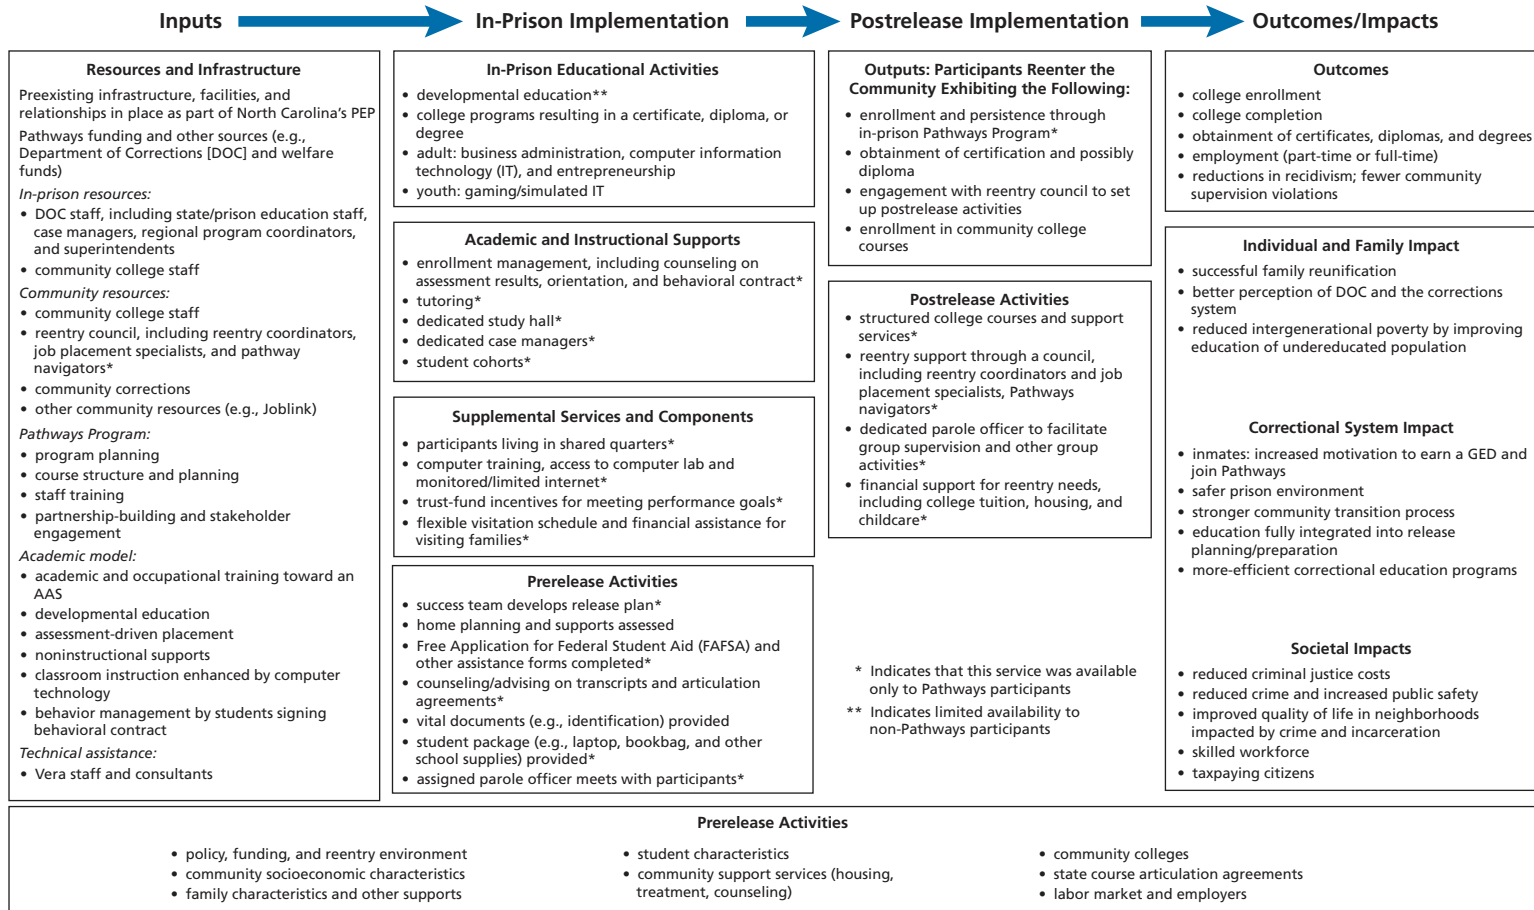 Inputs
In-Prison Implementation
Postrelease Implementation
Outcomes/Impacts
Resources and Infrastructure
Preexisting infrastructure, facilities, and
relationships in place as part of North Carolina's PEP
Pathways funding and other sources (e.g.,
Department of Corrections [DOC] and welfare
funds)
In-prison resources:
• DOC staff, including state/prison education staff,
case managers, regional program coordinators,
and superintendents
• community college staff
Community resources:
• community college staff
• reentry council, including reentry coordinators,
job placement specialists, and pathway
navigators*
• community corrections
• other community resources (e.g., Joblink)
Pathways Program:
• program planning
• course structure and planning
• staff training
• partnership-building and stakeholder
engagement
Academic model:
• academic and occupational training toward an
AAS
• developmental education
• assessment-driven placement
• noninstructional supports
• classroom instruction enhanced by computer
technology
• behavior management by students signing
behavioral contract
Technical assistance:
• Vera staff and consultants
In-Prison Educational Activities
• developmental education**
• college programs resulting in a certificate, diploma, or
degree
• adult: business administration, computer information
technology (IT), and entrepreneurship
• youth: gaming/simulated IT
Academic and Instructional Supports
• enrollment management, including counseling on
assessment results, orientation, and behavioral contract*
• tutoring*
• dedicated study hall*
• dedicated case managers*
• student cohorts*
Supplemental Services and Components
• participants living in shared quarters*
• computer training, access to computer lab and
monitored/limited internet*
• trust-fund incentives for meeting performance goals*
• flexible visitation schedule and financial assistance for
visiting families*
Prerelease Activities
• success team develops release plan*
• home planning and supports assessed
• Free Application for Federal Student Aid (FAFSA) and
other assistance forms completed*
• counseling/advising on transcripts and articulation
agreements*
• vital documents (e.g., identification) provided
• student package (e.g., laptop, bookbag, and other
school supplies) provided*
• assigned parole officer meets with participants*
Outputs: Participants Reenter the
Community Exhibiting the Following:
• enrollment and persistence through
in-prison Pathways Program*
• obtainment of certification and possibly
diploma
• engagement with reentry council to set
up postrelease activities
• enrollment in community college
courses
Postrelease Activities
• structured college courses and support
services*
• reentry support through a council,
including reentry coordinators and job
placement specialists, Pathways
navigators*
• dedicated parole officer to facilitate
group supervision and other group
activities*
• financial support for reentry needs,
including college tuition, housing, and
childcare*
* Indicates that this service was available
only to Pathways participants
** Indicates limited availability to
non-Pathways participants
Outcomes
• college enrollment
• college completion
• obtainment of certificates, diplomas, and degrees
• employment (part-time or full-time)
• reductions in recidivism; fewer community
supervision violations
Individual and Family Impact
• successful family reunification
• better perception of DOC and the corrections
system
• reduced intergenerational poverty by improving
education of undereducated population
Correctional System Impact
• inmates: increased motivation to earn a GED and
join Pathways
• safer prison environment
• stronger community transition process
• education fully integrated into release
planning/preparation
• more-efficient correctional education programs
Societal Impacts
• reduced criminal justice costs
• reduced crime and increased public safety
• improved quality of life in neighborhoods
impacted by crime and incarceration
• skilled workforce
• taxpaying citizens
Prerelease Activities
• policy, funding, and reentry environment
• community socioeconomic characteristics
• family characteristics and other supports
• student characteristics
• community support services (housing,
treatment, counseling)
• community colleges
• state course articulation agreements
• labor market and employers